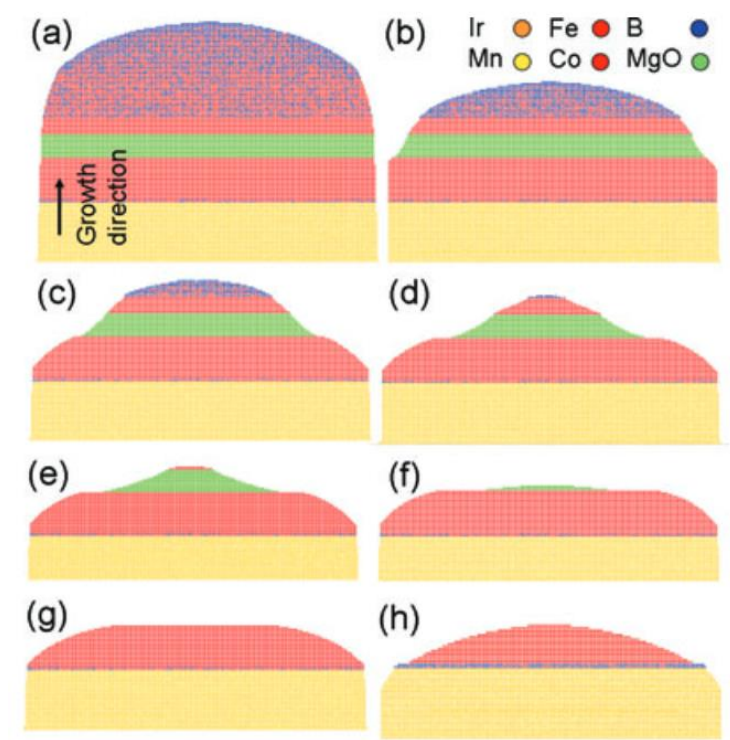 (a)
Ir Fe B
(b)
Mn Co MgO
Growth
direction
(c)
(d)
(e)
(f)
(g)
(h)